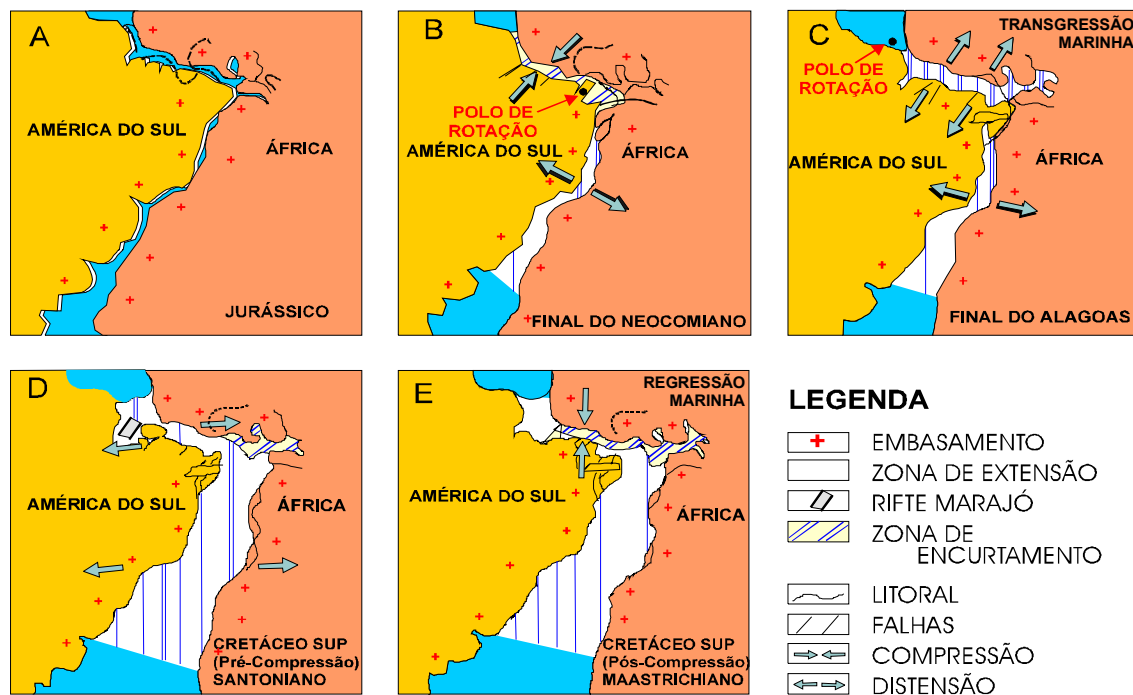 A
AMÉRICA DO SUL
ÁFRICA
JURÁSSICO
B
POLO DE
ROTAÇÃO
AMÉRICA DO SUL
ÁFRICA
FINAL DO NEOCOMIANO
C
TRANSGRESSÃO
MARINHA
POLO DE
ROTAÇÃO
AMÉRICA DO SUL
ÁFRICA
FINAL DO ALAGOAS
D
AMÉRICA DO SUL
ÁFRICA
CRETÁCEO SUP
(Pré-Compressão)
SANTONIANO
E
REGRESSÃO
MARINHA
AMÉRICA DO SUL
ÁFRICA
CRETÁCEO SUP
(Pós-Compressão)
MAASTRICHIANO
LEGENDA
EMBASAMENTO
ZONA DE EXTENSÃO
RIFTE MARAJÓ
ZONA DE
ENCURTAMENTO
LITORAL
FALHAS
COMPRESSÃO
DISTENSÃO